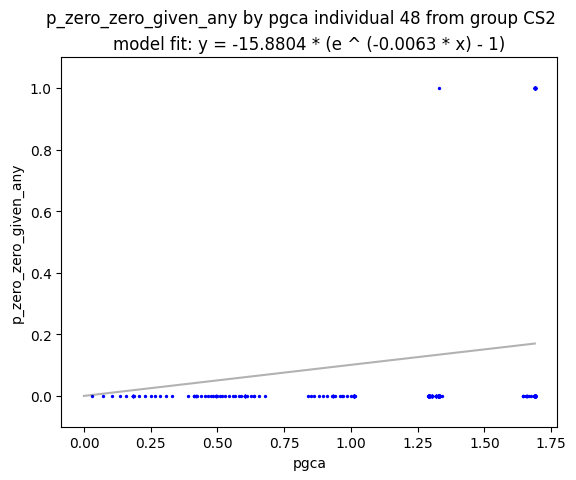 p_zero_zero_given_any by pgca individual 48 from group CS2
model fit: y = -15.8804 * (e ^ (-0.0063 * x) - 1)
1.0
0.8
0.6
0.4
0.2
0.0
p_zero_zero_given_any
0.00 0.25 0.50 0.75 1.00 1.25 1.50 1.75
pgca